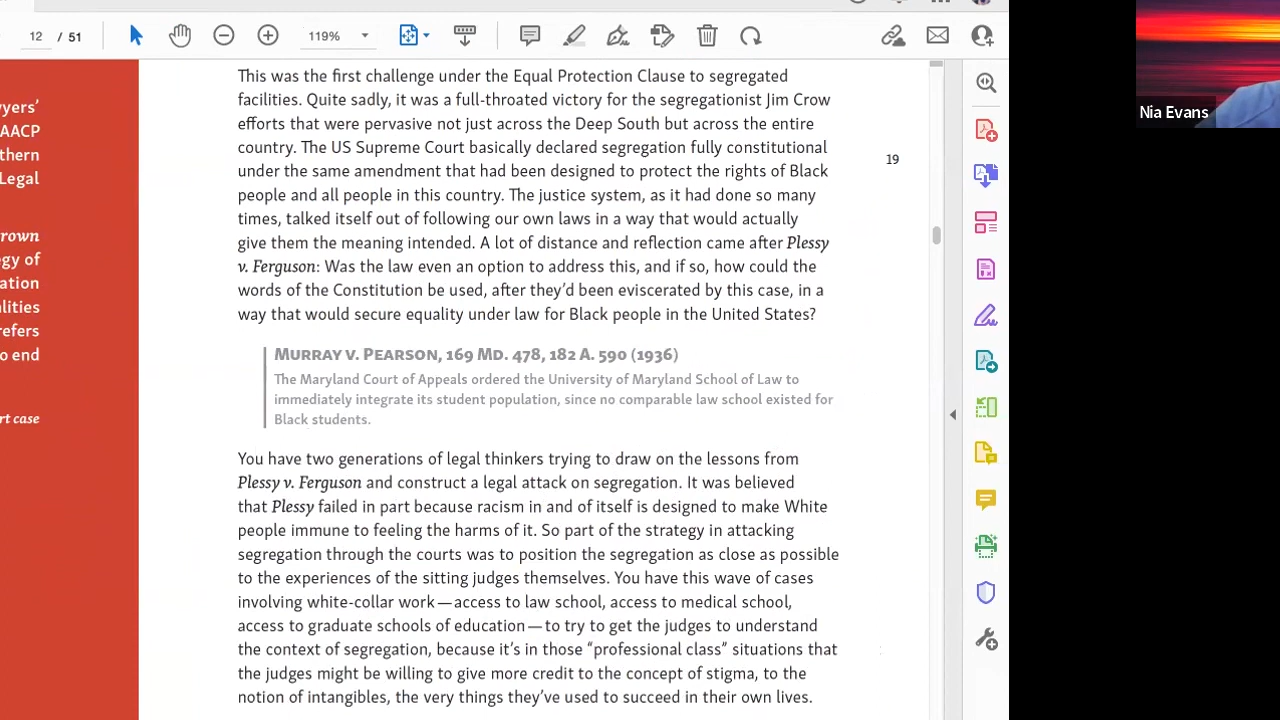 12 / 51
119%
yers’
AACP
thern
Legal
rown
gy of
ation
lities
refers
o end
rt case
This was the first challenge under the Equal Protection Clause to segregated
facilities. Quite sadly, it was a full-throated victory for the segregationist Jim Crow
efforts that were pervasive not just across the Deep South but across the entire
country. The US Supreme Court basically declared segregation fully constitutional
under the same amendment that had been designed to protect the rights of Black
people and all people in this country. The justice system, as it had done so many
times, talked itself out of following our own laws in a way that would actually
give them the meaning intended. A lot of distance and reflection came after Plessy
v. Ferguson: Was the law even an option to address this, and if so, how could the
words of the Constitution be used, after they’d been eviscerated by this case, in a
way that would secure equality under law for Black people in the United States?
19
MURRAY V. PEARSON, 169 MD. 478, 182 A. 590 (1936)
The Maryland Court of Appeals ordered the University of Maryland School of Law to
immediately integrate its student population, since no comparable law school existed for
Black students.
You have two generations of legal thinkers trying to draw on the lessons from
Plessy v. Ferguson and construct a legal attack on segregation. It was believed
that Plessy failed in part because racism in and of itself is designed to make White
people immune to feeling the harms of it. So part of the strategy in attacking
segregation through the courts was to position the segregation as close as possible
to the experiences of the sitting judges themselves. You have this wave of cases
involving white-collar work—access to law school, access to medical school,
access to graduate schools of education—to try to get the judges to understand
the context of segregation, because it’s in those “professional class” situations that
the judges might be willing to give more credit to the concept of stigma, to the
notion of intangibles, the very things they’ve used to succeed in their own lives.
Nia Evans